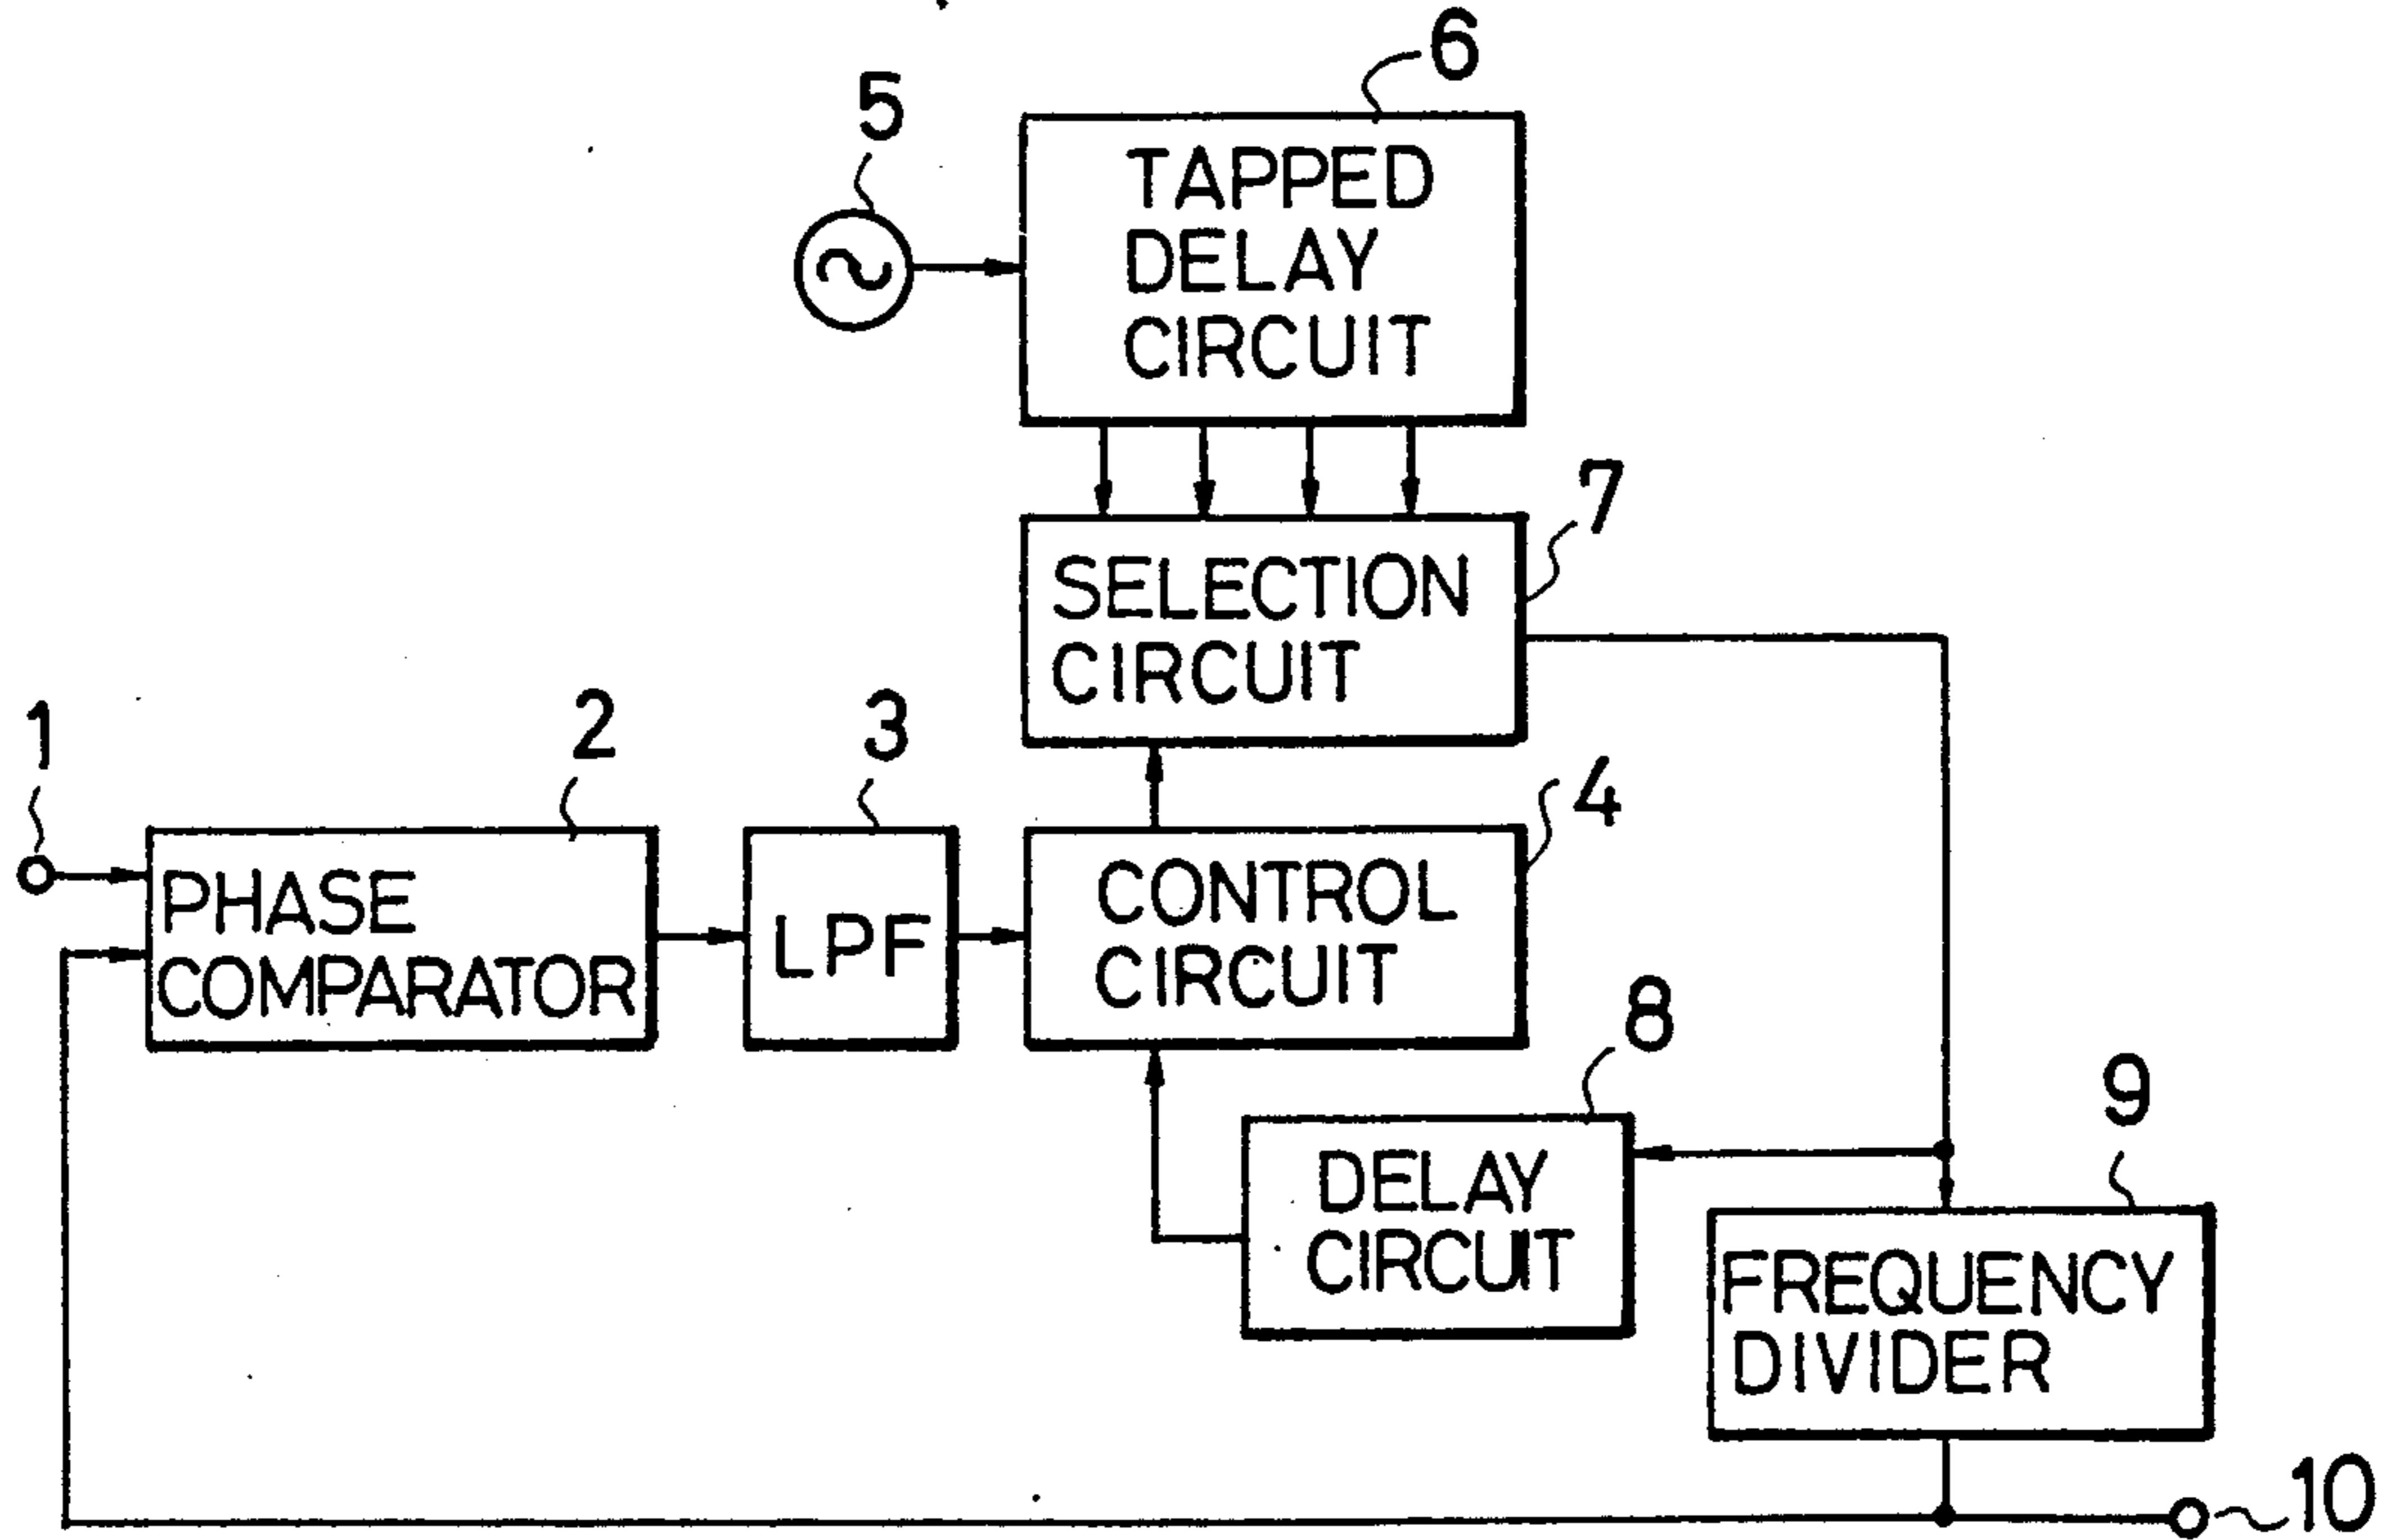 6
5
TAPPED
DELAY
CIRCUIT
7
SELECTION
CIRCUIT
1
2
3
4
PHASE
COMPARATOR
LPF
CONTROL
CIRCUIT
8
DELAY
CIRCUIT
9
FREQUENCY
DIVIDER
10